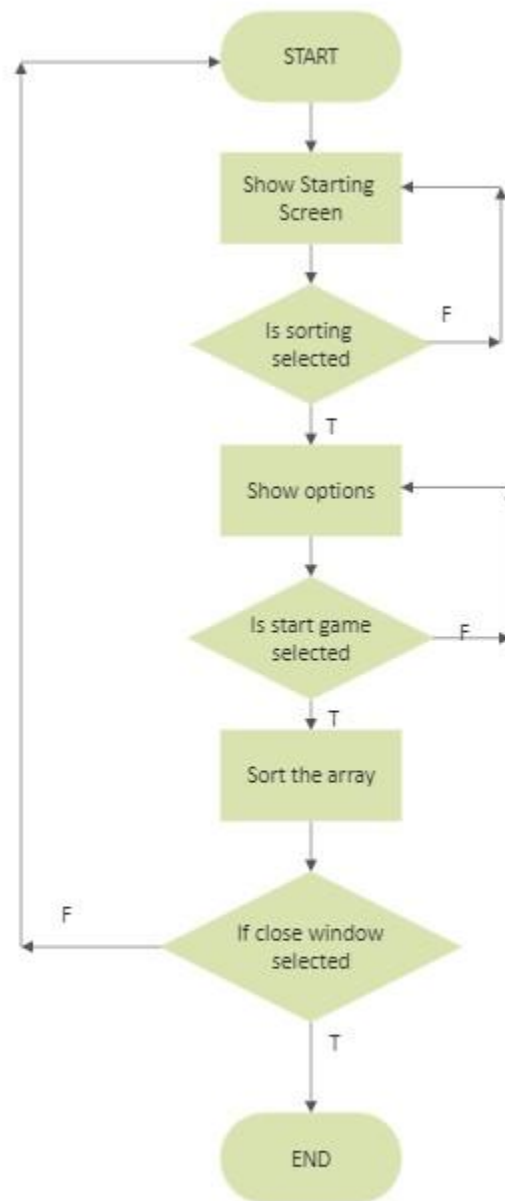 START
Show Starting
Screen
Is sorting
selected
F
T
Show options
Is start game
selected
F
T
Sort the array
If close window
selected
F
T
END